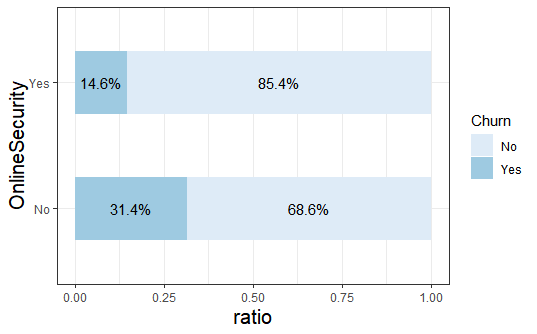 OnlineSecurity
Yes
14.6% 85.4%
No
31.4% 68.6%
0.00 0.25 0.50 0.75 1.00
ratio
Churn
No
Yes